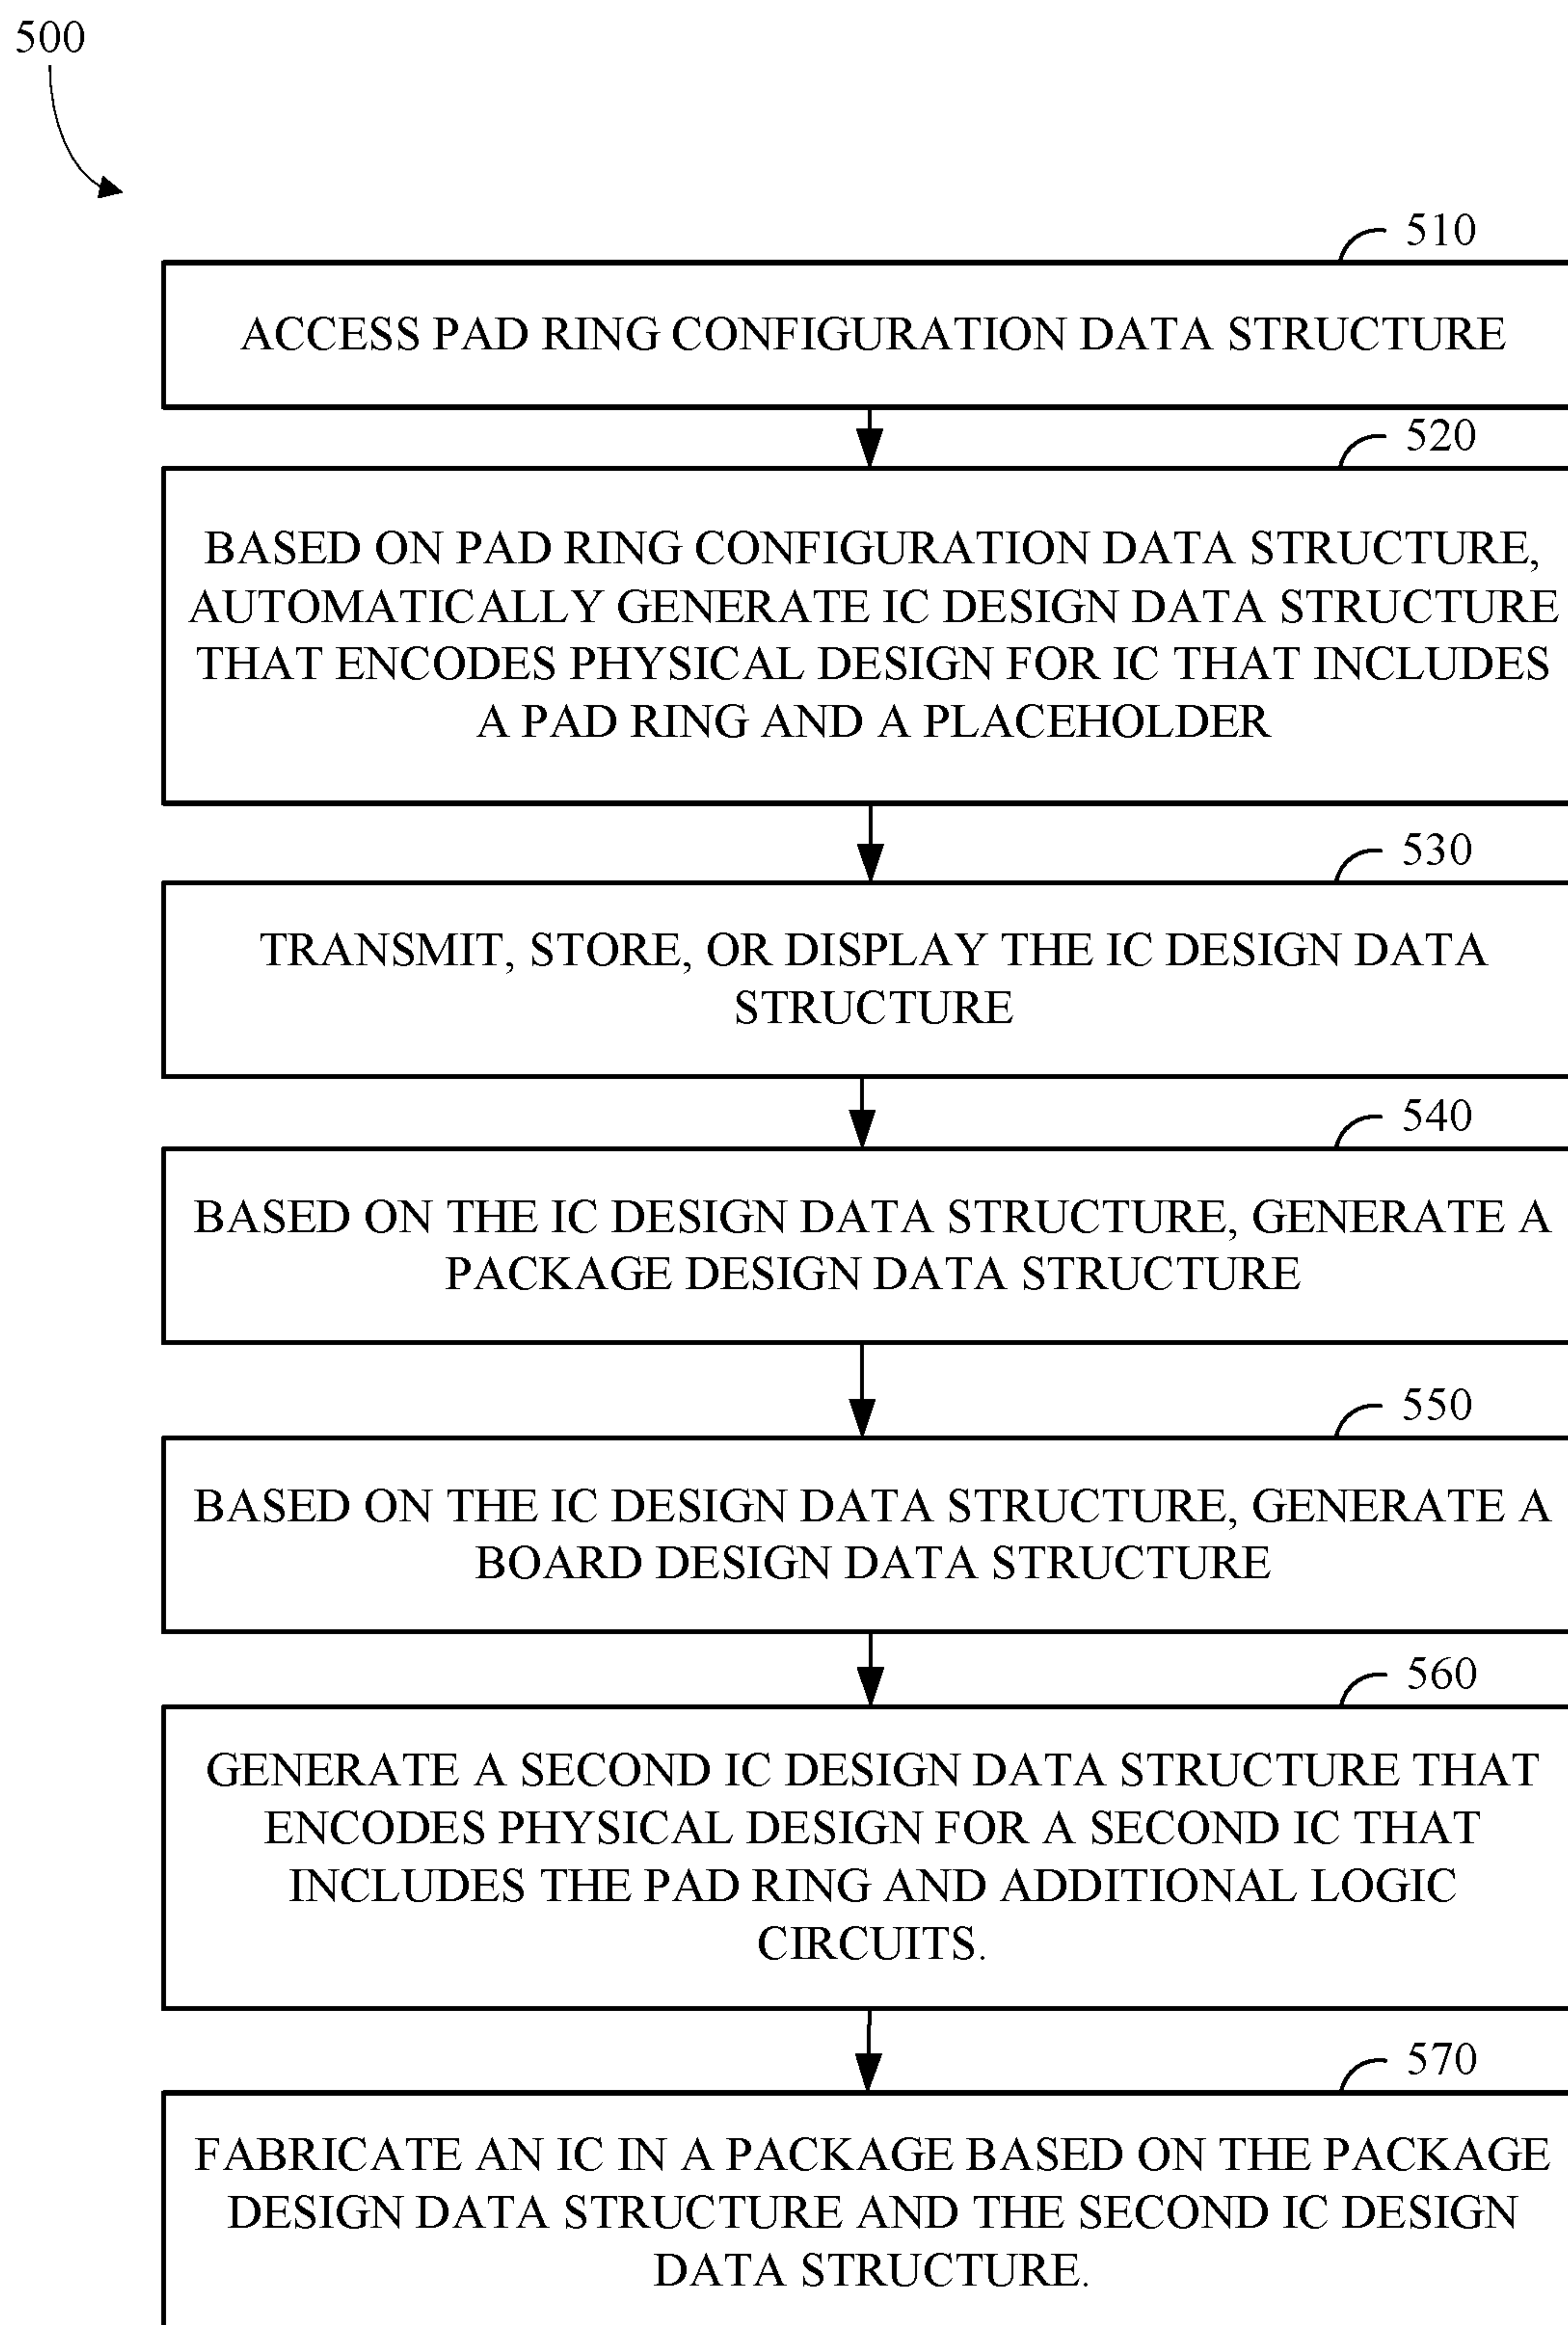 500
510
ACCESS PAD RING CONFIGURATION DATA STRUCTURE
520
BASED ON PAD RING CONFIGURATION DATA STRUCTURE,
AUTOMATICALLY GENERATE IC DESIGN DATA STRUCTURE
THAT ENCODES PHYSICAL DESIGN FOR IC THAT INCLUDES
A PAD RING AND A PLACEHOLDER
530
TRANSMIT, STORE, OR DISPLAY THE IC DESIGN DATA
STRUCTURE
540
BASED ON THE IC DESIGN DATA STRUCTURE, GENERATE A
PACKAGE DESIGN DATA STRUCTURE
550
BASED ON THE IC DESIGN DATA STRUCTURE, GENERATE A
BOARD DESIGN DATA STRUCTURE
560
GENERATE A SECOND IC DESIGN DATA STRUCTURE THAT
ENCODES PHYSICAL DESIGN FOR A SECOND IC THAT
INCLUDES THE PAD RING AND ADDITIONAL LOGIC
CIRCUITS.
570
FABRICATE AN IC IN A PACKAGE BASED ON THE PACKAGE
DESIGN DATA STRUCTURE AND THE SECOND IC DESIGN
DATA STRUCTURE.